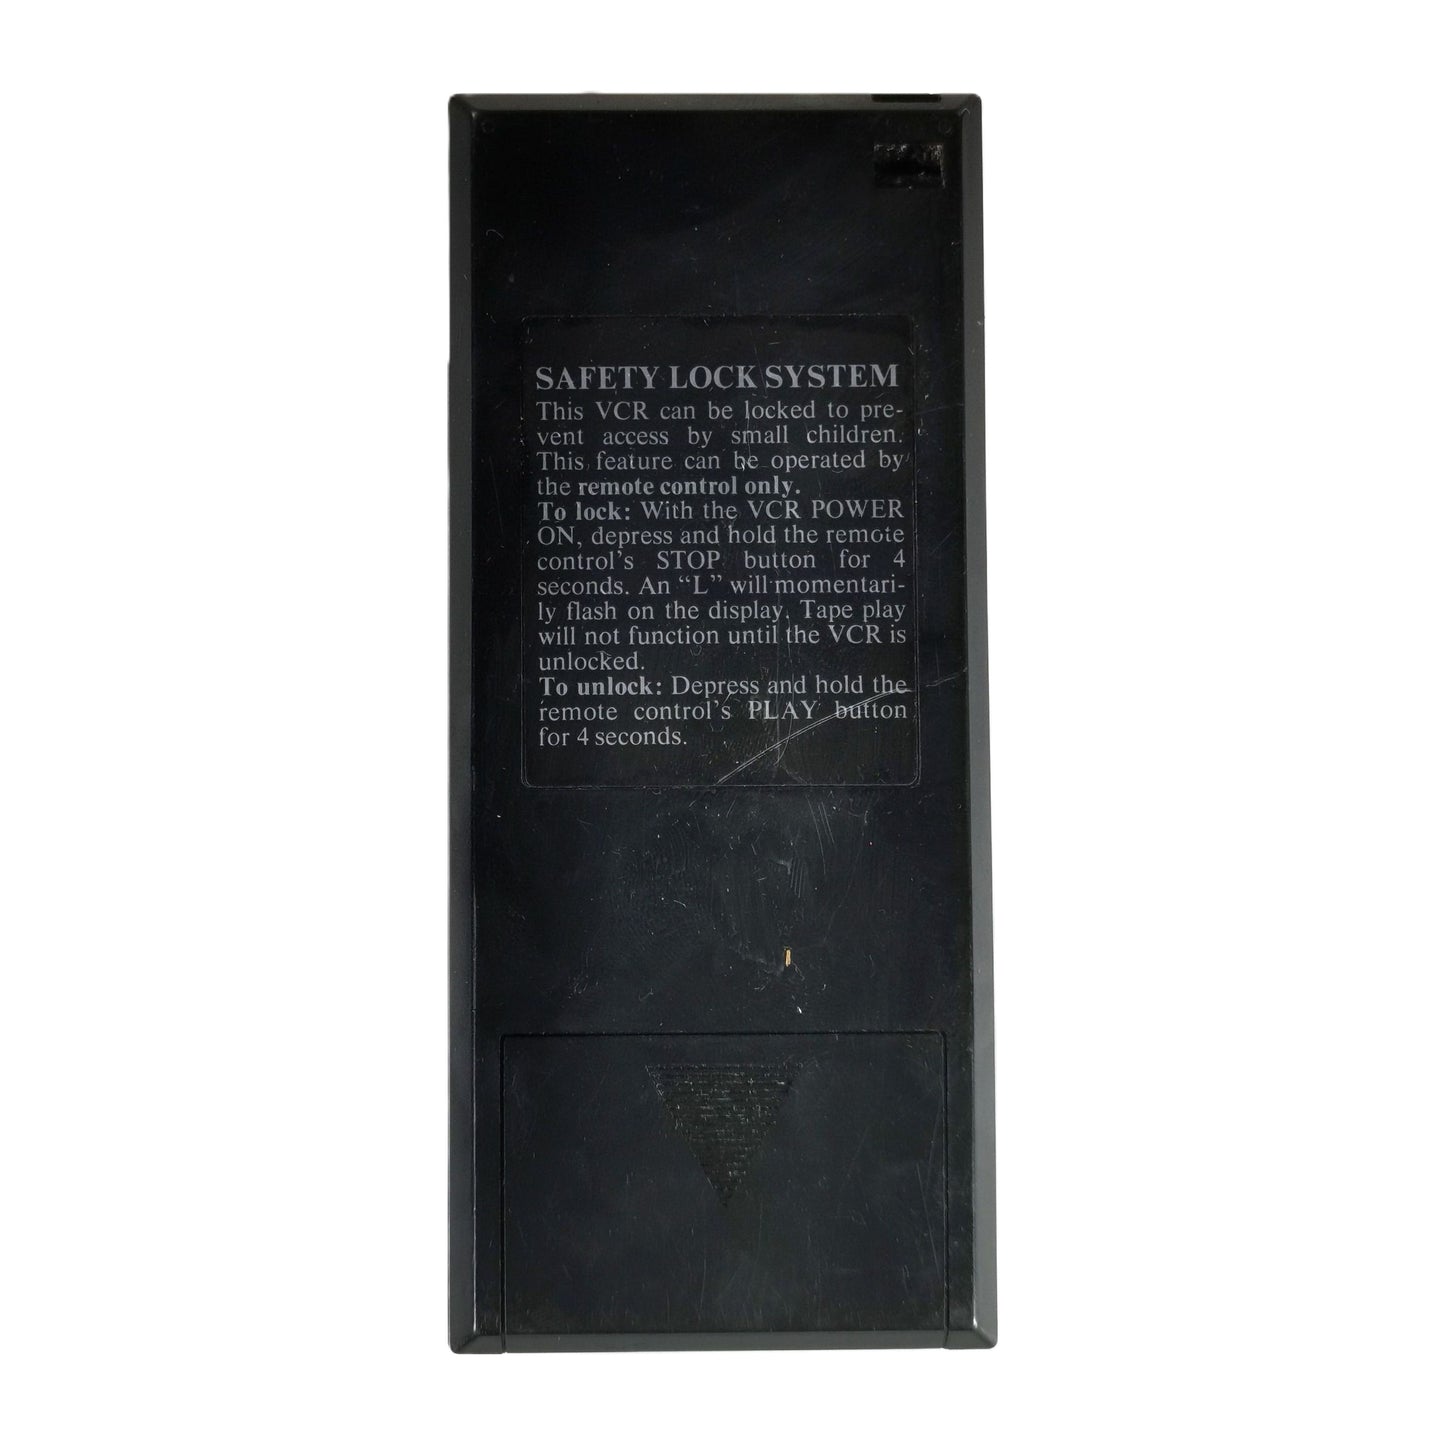 SAFETY LOCK SYSTEM
This VCR can be locked to pre-
vent access by small children.
This feature can be operated by
the remote control only.
To lock: With the VCR POWER
ON, depress and hold the remote
control's STOP button for 4
seconds. An “L” will momentari-
ly flash on the display. Tape play
will not function until the VCR is
unlocked.
To unlock: Depress and hold the
remote control's PLAY button
for 4 seconds.